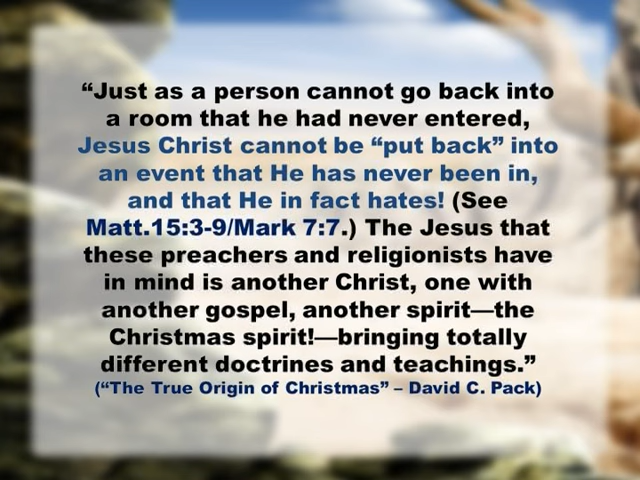 “Just as a person cannot go back into
a room that he had never entered,
Jesus Christ cannot be “put back” into
an event that He has never been in,
and that He in fact hates! (See
Matt.15:3-9/Mark 7:7.) The Jesus that
these preachers and religionists have
in mind is another Christ, one with
another gospel, another spirit—the
Christmas spirit!—bringing totally
different doctrines and teachings.”
(“The True Origin of Christmas” – David C. Pack)